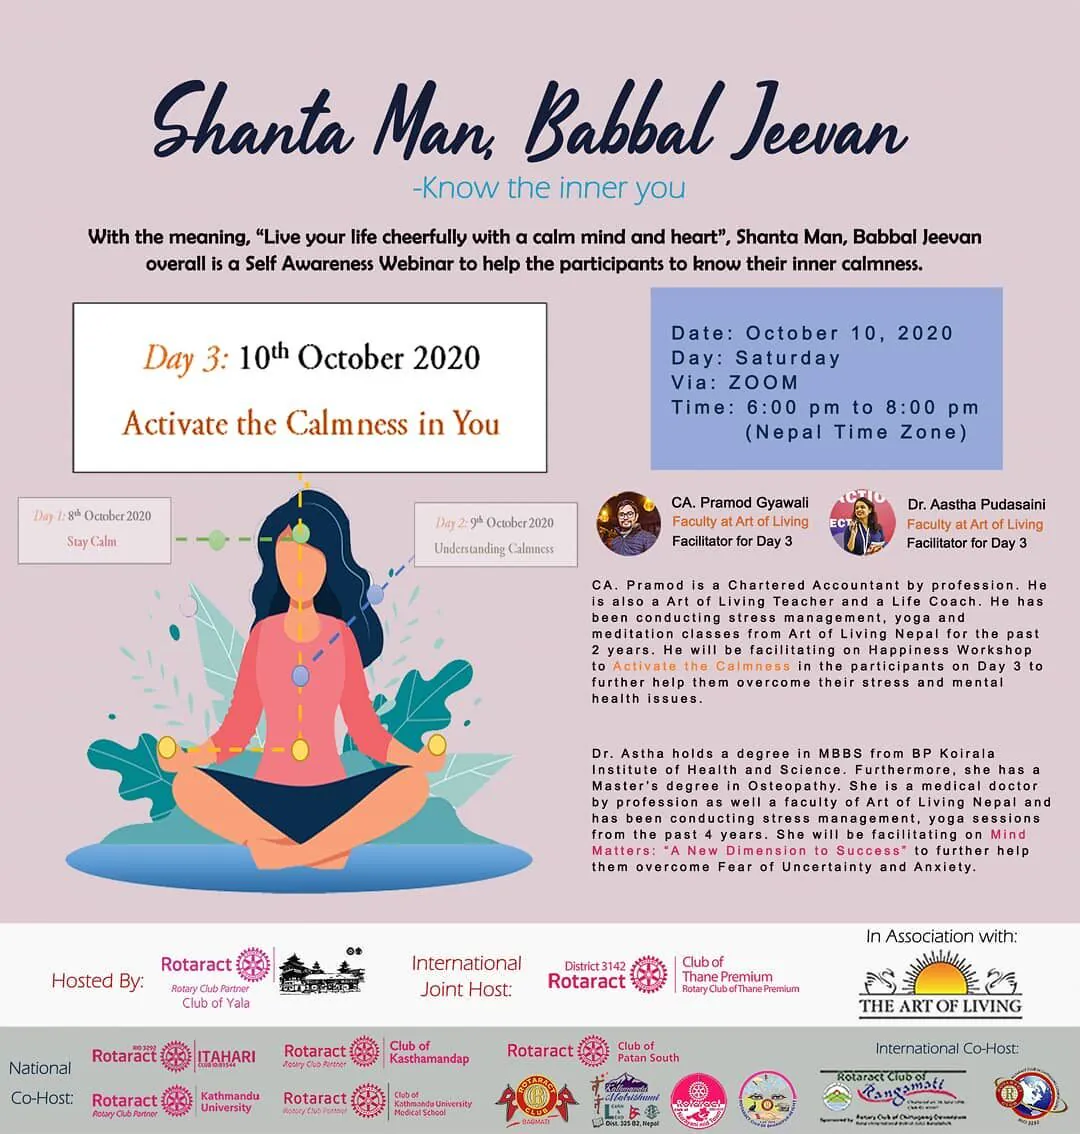 Shanta Man, Babbal Jeevan
-Know the inner you
With the meaning, “Live your life cheerfully with a calm mind and heart”, Shanta Man, Babbal Jeevan
overall is a Self Awareness Webinar to help the participants to know their inner calmness.
Day 3: 10th October 2020
Activate the Calmness in You
Date: October 10, 2020
Day: Saturday
Via: ZOOM
Time: 6:00 pm to 8:00 pm
(Nepal Time Zone)
Day 1: 8th October 2020
Stay Calm
Day 2: 9th October 2020
Understanding Calmness
CA. Pramod Gyawali
Faculty at Art of Living
Facilitator for Day 3
Dr. Aastha Pudasaini
Faculty at Art of Living
Facilitator for Day 3
CA. Pramod is a Chartered Accountant by profession. He
is also a Art of Living Teacher and a Life Coach. He has
been conducting stress management, yoga and
meditation classes from Art of Living Nepal for the past
2 years. He will be facilitating on Happiness Workshop
to Activate the Calmness in the participants on Day 3 to
further help them overcome their stress and mental
health issues.
Dr. Astha holds a degree in MBBS from BP Koirala
Institute of Health and Science. Furthermore, she has a
Master’s degree in Osteopathy. She is a medical doctor
by profession as well a faculty of Art of Living Nepal and
has been conducting stress management, yoga sessions
from the past 4 years. She will be facilitating on Mind
Matters: “A New Dimension to Success” to further help
them overcome Fear of Uncertainty and Anxiety.
Hosted By:
Rotaract
Rotary Club Partner
Club of Yala
International
Joint Host:
District 3142
Rotaract
Club of
Thane Premium
Rotary Club of Thane Premium
In Association with:
THE ART OF LIVING
National
Co-Host:
RID 3292
Rotaract
Rotary Club Partner
ITAHARI
Rotaract
Rotary Club Partner
Club of
Kasthamandap
Rotaract
Club of
Patan South
Rotaract
Rotary Club Partner
Kathmandu
University
Rotaract
Rotary Club Partner
Club of
Kathmandu University
Medical School
ROTARACT
CLUB
BAGMATI
Dist. 325 B2, Nepal
Rotaract
International Co-Host:
Rotaract Club of
Rangamati
RID 3292